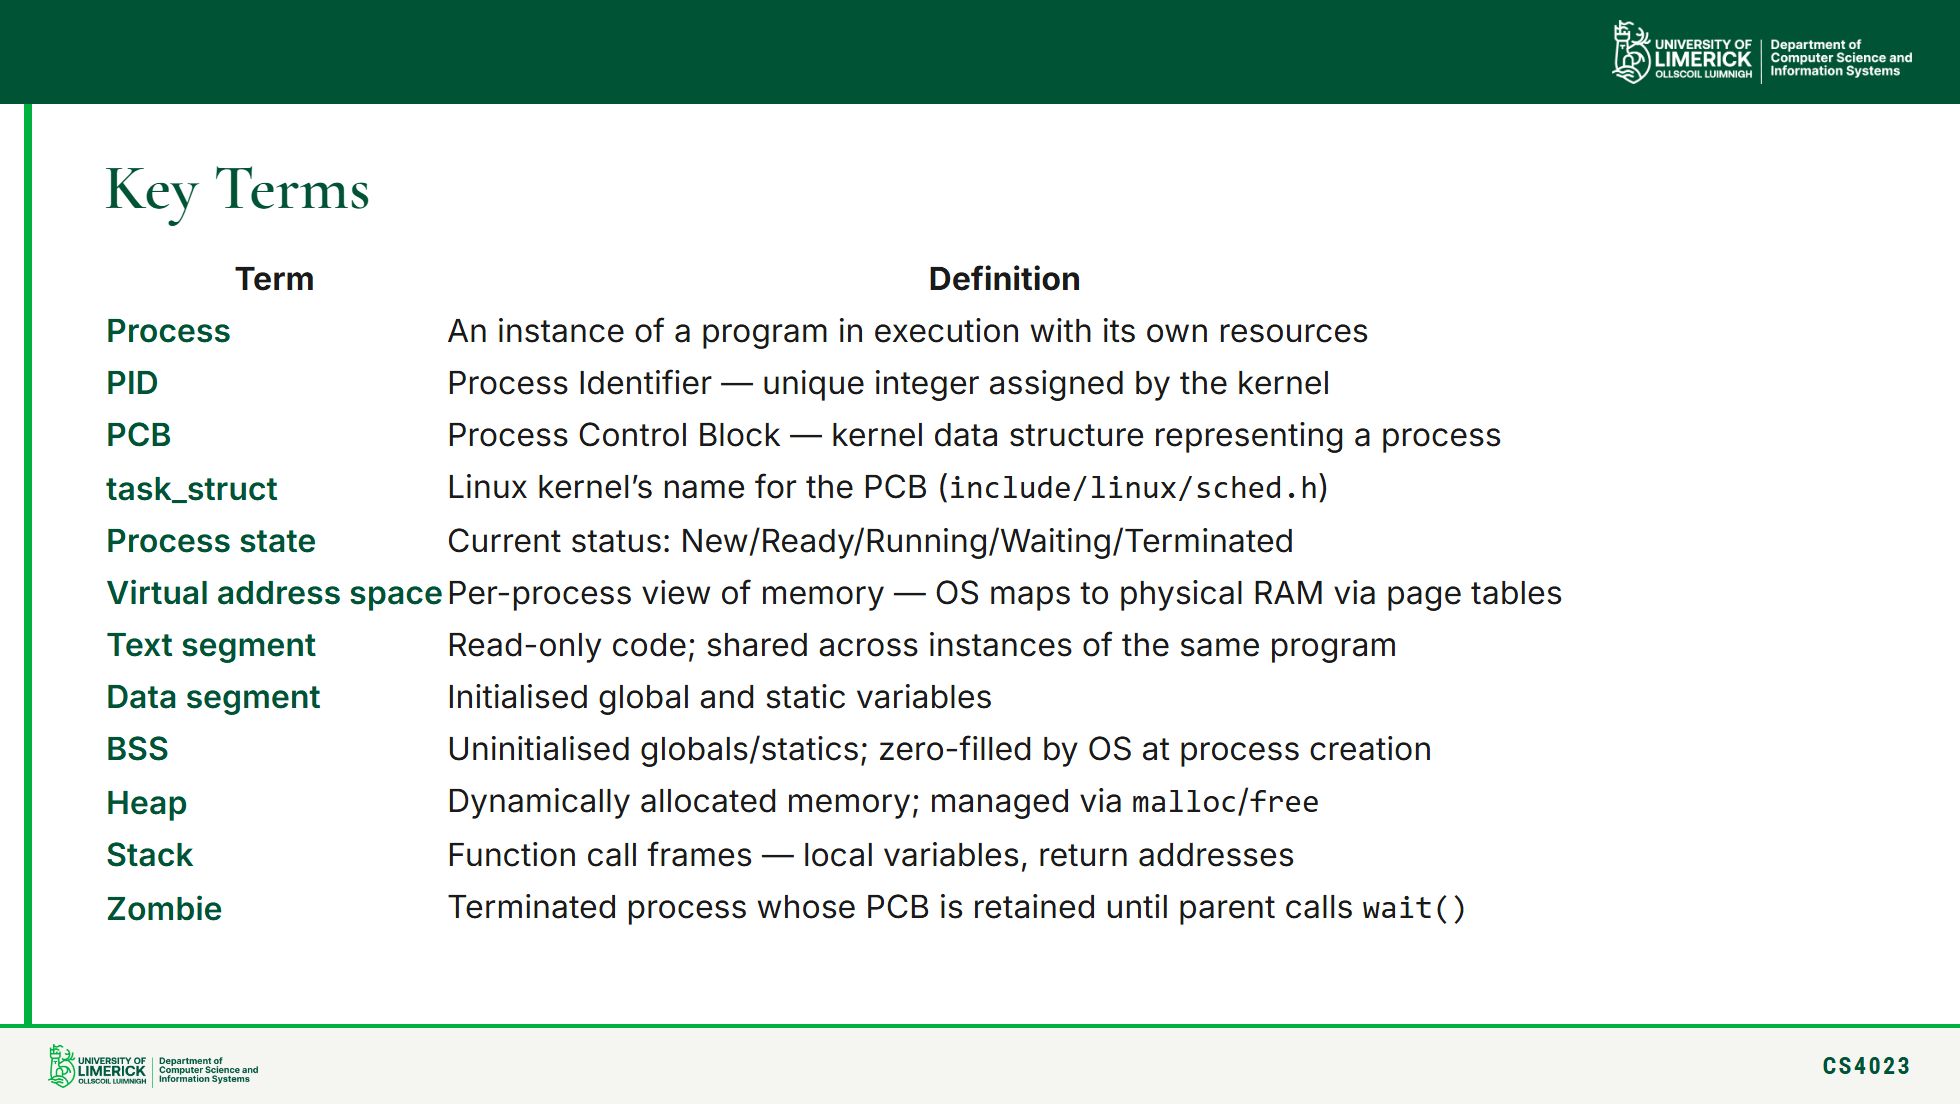 UNIVERSITY OF
LIMERICK
OLLSCOIL LUIMNIGH
Department of
Computer Science and
Information Systems
Key Terms
Term Definition
Process An instance of a program in execution with its own resources
PID Process Identifier — unique integer assigned by the kernel
PCB Process Control Block — kernel data structure representing a process
task_struct Linux kernel’s name for the PCB (include/linux/sched.h)
Process state Current status: New/Ready/Running/Waiting/Terminated
Virtual address space Per-process view of memory — OS maps to physical RAM via page tables
Text segment Read-only code; shared across instances of the same program
Data segment Initialised global and static variables
BSS Uninitialised globals/statics; zero-filled by OS at process creation
Heap Dynamically allocated memory; managed via malloc/free
Stack Function call frames — local variables, return addresses
Zombie Terminated process whose PCB is retained until parent calls wait()
UNIVERSITY OF
LIMERICK
OLLSCOIL LUIMNIGH
Department of
Computer Science and
Information Systems
CS4023